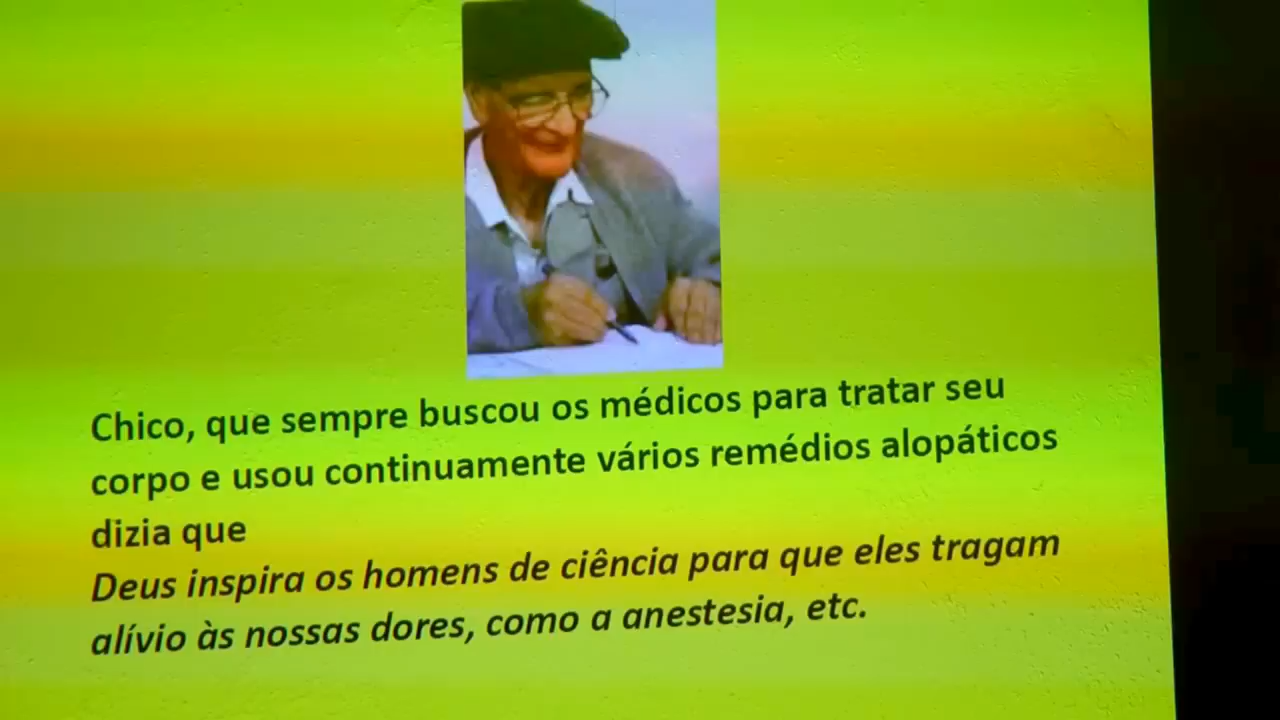 Chico, que sempre buscou os médicos para tratar seu
corpo e usou continuamente vários remédios alopáticos
dizia que
Deus inspira os homens de ciência para que eles tragam
alívio às nossas dores, como a anestesia, etc.